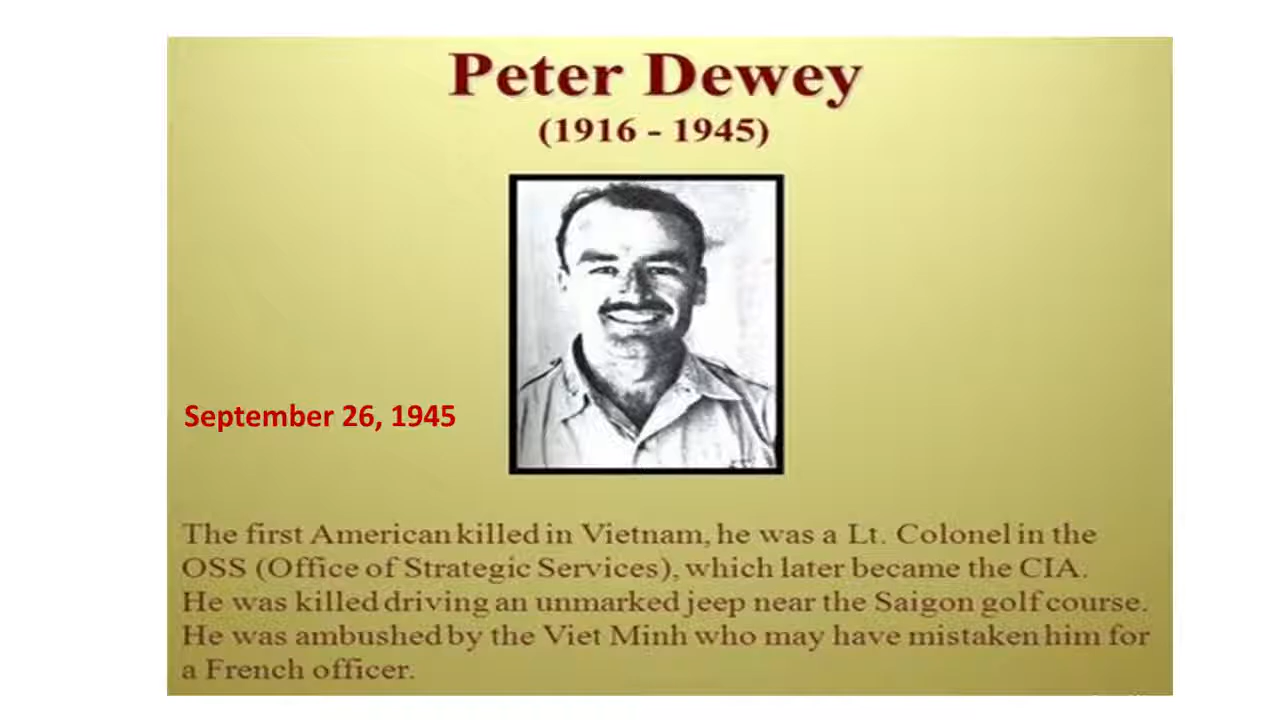 Peter Dewey
(1916 - 1945)
September 26, 1945
The first American killed in Vietnam, he was a Lt. Colonel in the
OSS (Office of Strategic Services), which later became the CIA.
He was killed driving an unmarked jeep near the Saigon golf course.
He was ambushed by the Viet Minh who may have mistaken him for
a French officer.